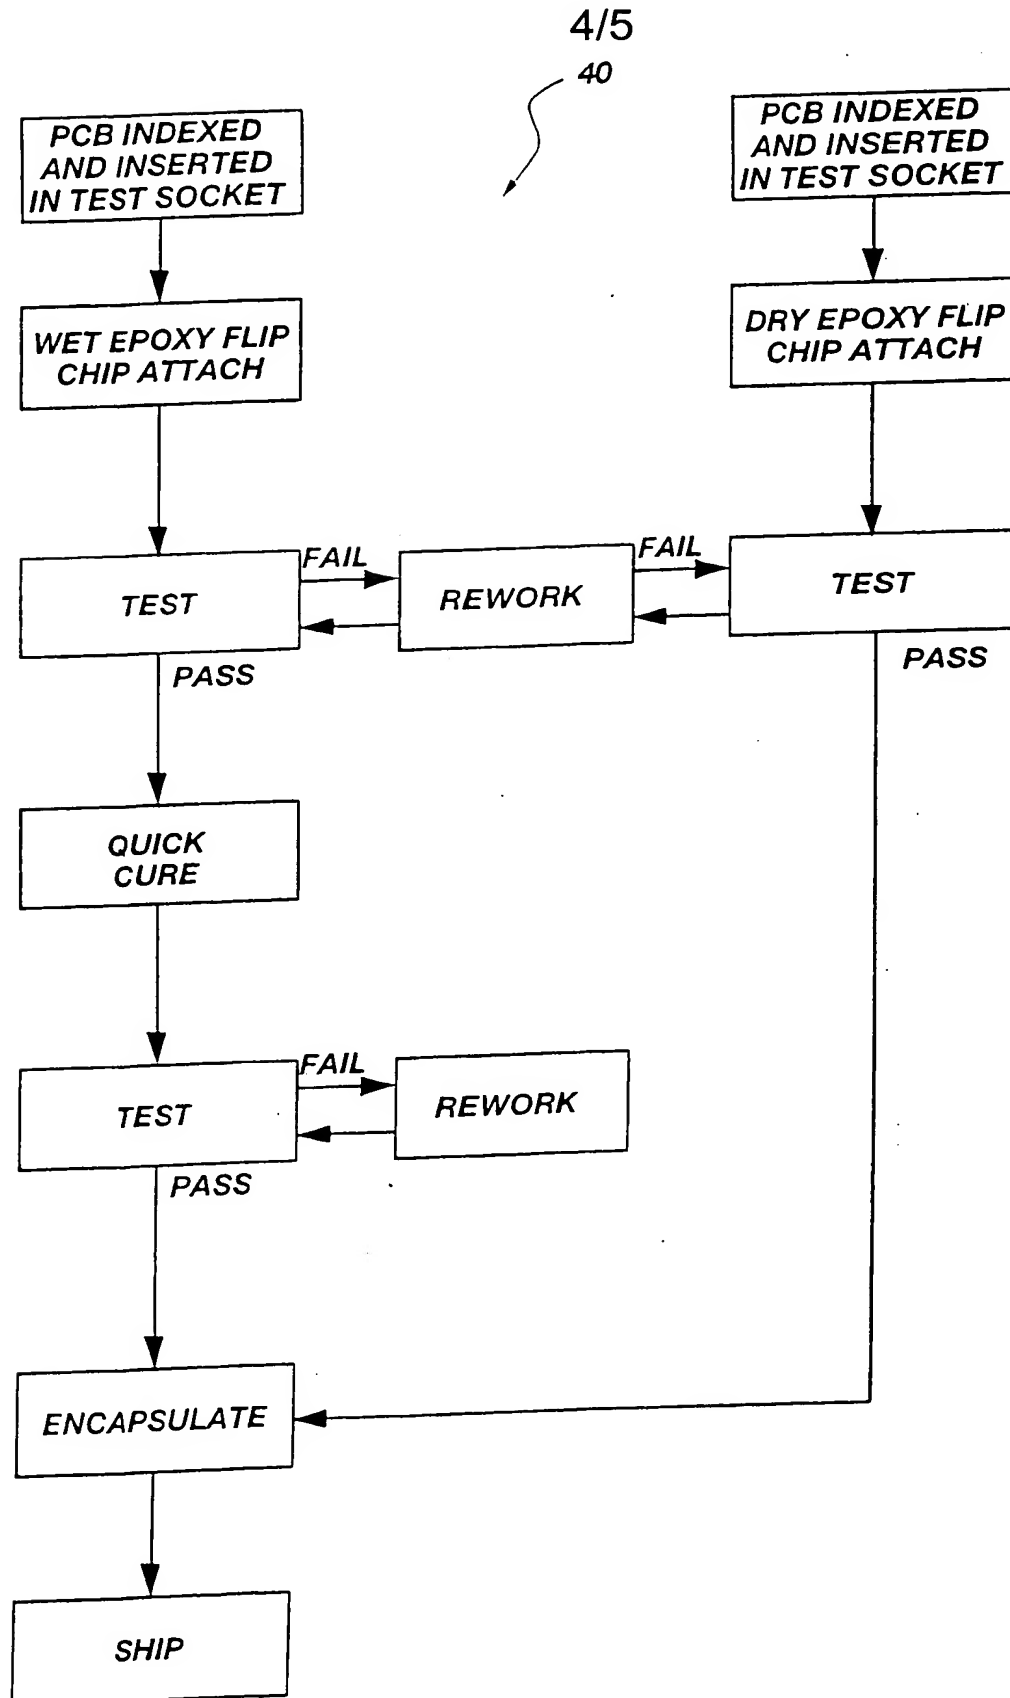 4/5
40
PCB INDEXED
AND INSERTED
IN TEST SOCKET
PCB INDEXED
AND INSERTED
IN TEST SOCKET
WET EPOXY FLIP
CHIP ATTACH
DRY EPOXY FLIP
CHIP ATTACH
TEST
FAIL
REWORK
FAIL
TEST
PASS
PASS
QUICK
CURE
TEST
FAIL
REWORK
PASS
ENCAPSULATE
SHIP